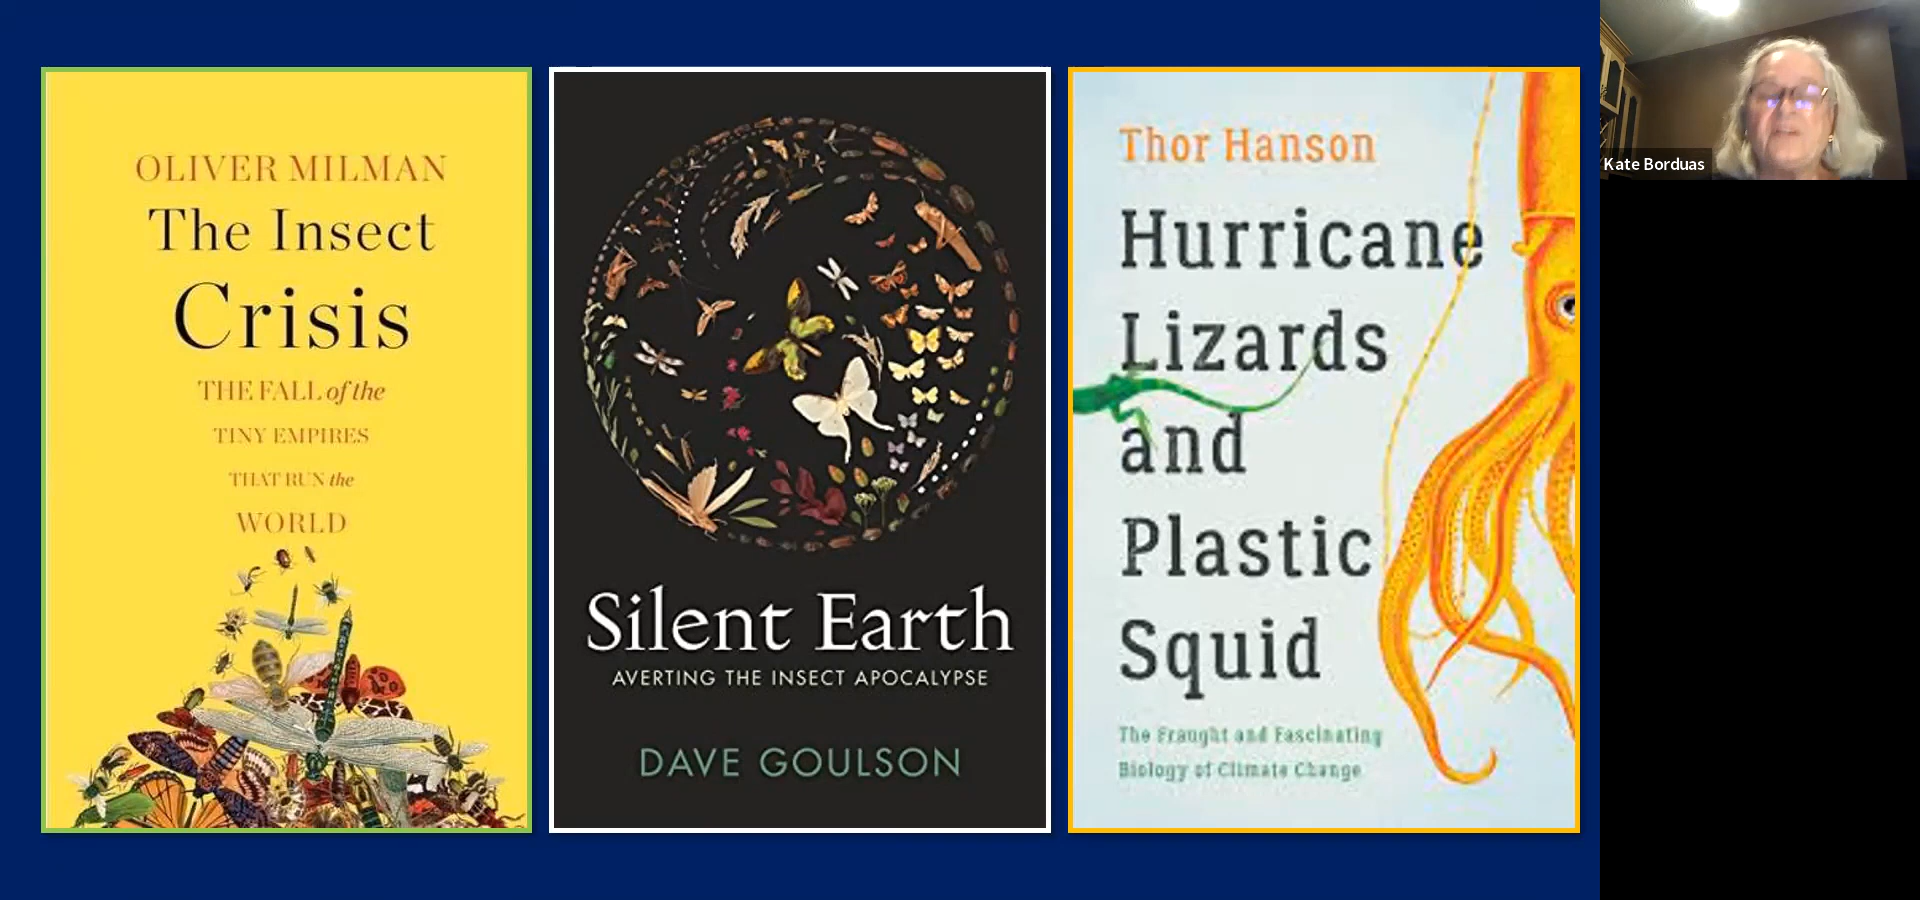 OLIVER MILMAN
The Insect
Crisis
THE FALL of the
TINY EMPIRES
THAT RUN the
WORLD
Silent Earth
AVERTING THE INSECT APOCALYPSE
DAVE GOULSON
Thor Hanson
Hurricane
Lizards
and
Plastic
Squid
The Fraught and Fascinating
Biology of Climate Change
Kate Borduas